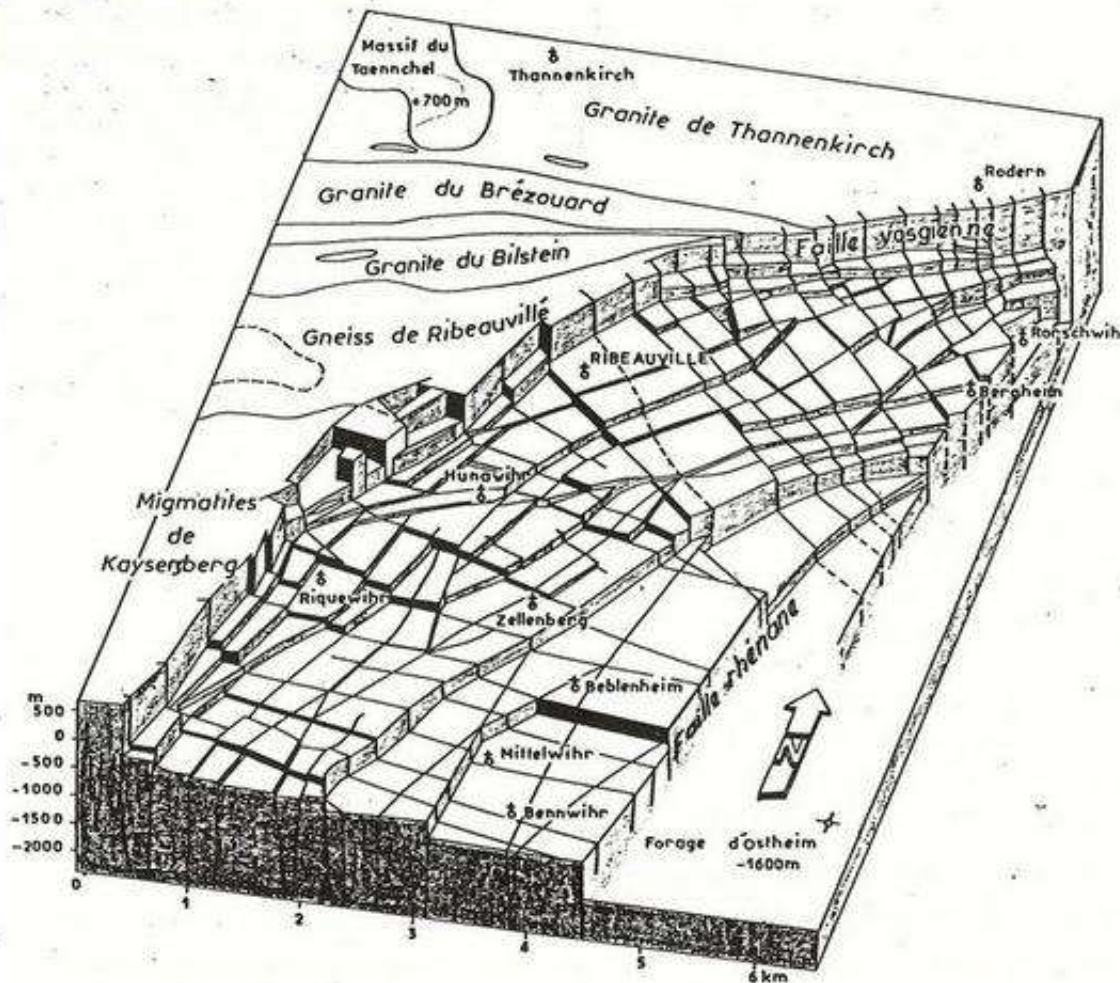 Massif du
Taennchel
+700m
Thannenkirch
Granite de Thannenkirch
Rodern
Granite du Brézouard
Faille vosgienne
Granite du Bilstein
Gneiss de Ribeauvillé
RIBEAUVILLE
Rorschwihr
Bergheim
Hunawihr
Migmatites
de
Kaysersberg
Riquewihr
Zellenberg
Beblenheim
Faille rhénane
Mittelwihr
Bennwihr
N
Forage d'Ostheim
-1600m
m
500
0
-500
-1000
-1500
-2000
0
1
2
3
4
5
6 km